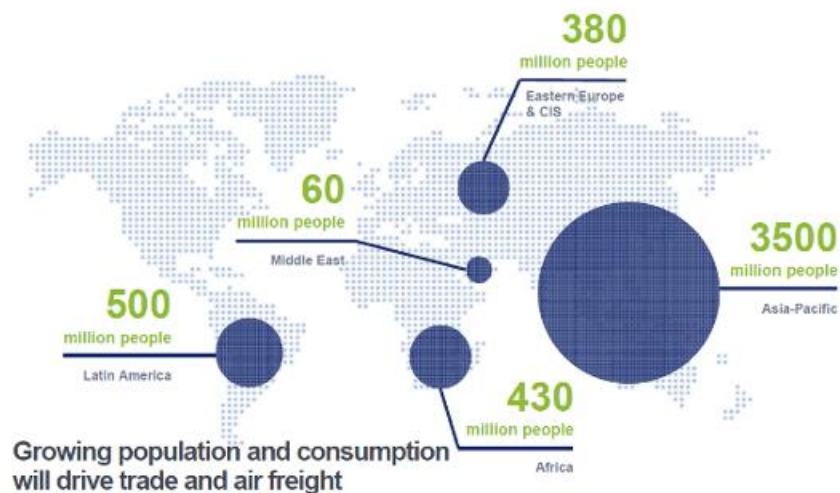 380
million people
Eastern Europe
& CIS
60
million people
Middle East
3500
million people
Asia-Pacific
500
million people
Latin America
430
million people
Africa
Growing population and consumption
will drive trade and air freight